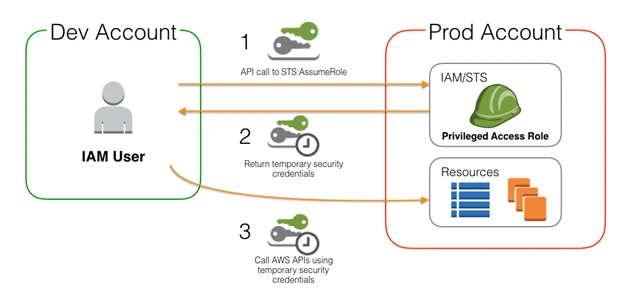 Dev Account
Prod Account
1
API call to STS:AssumeRole
IAM/STS
Privileged Access Role
IAM User
2
Return temporary security
credentials
Resources
3
Call AWS APIs using
temporary security
credentials